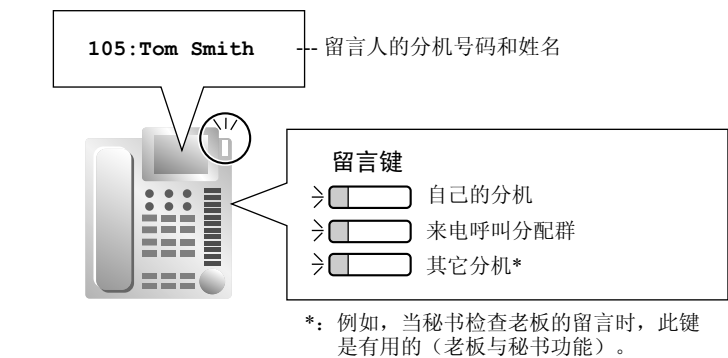 105:Tom Smith --- 留言人的分机号码和姓名
留言键
自己的分机
来电呼叫分配群
其它分机*
*：例如，当秘书检查老板的留言时，此键
是有用的（老板与秘书功能）。